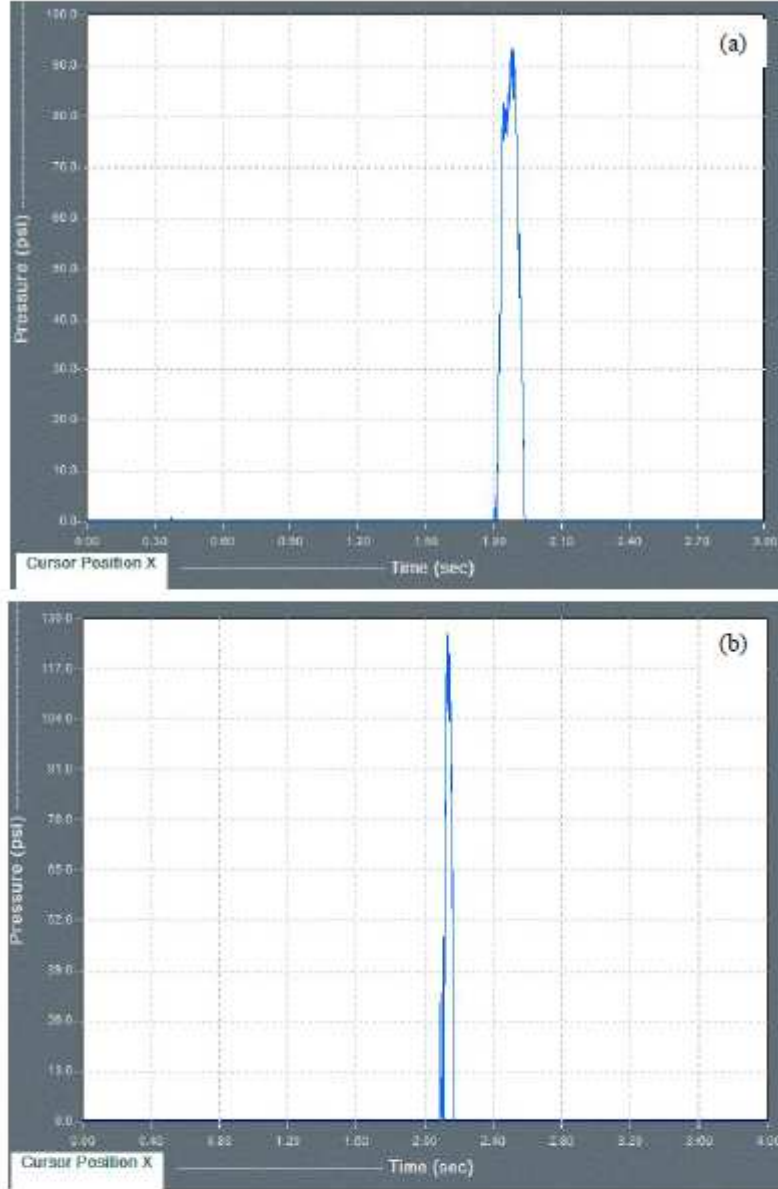 (a)
Pressure (psi)
100.0
90.0
80.0
70.0
60.0
50.0
40.0
30.0
20.0
10.0
0.0
0.00 0.30 0.60 0.90 1.20 1.50 1.80 2.10 2.40 2.70 3.00
Cursor Position X
Time (sec)
(b)
Pressure (psi)
130.0
117.0
104.0
91.0
78.0
65.0
52.0
39.0
26.0
13.0
0.0
0.00 0.40 0.80 1.20 1.60 2.00 2.40 2.80 3.20 3.60 4.00
Cursor Position X
Time (sec)